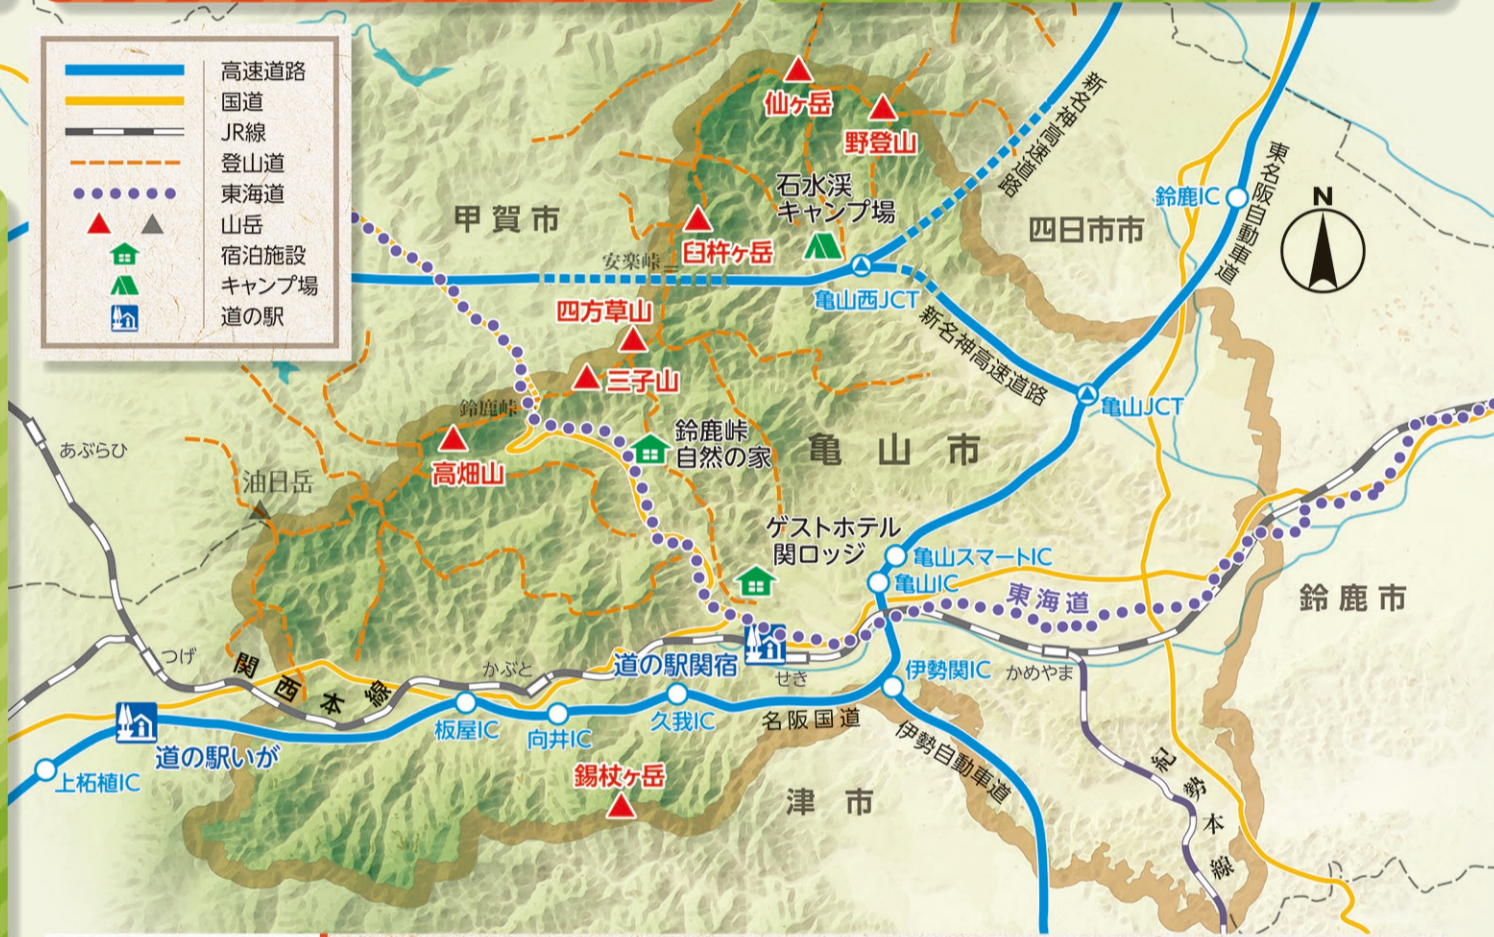 高速道路
国道
JR線
登山道
東海道
山岳
宿泊施設
キャンプ場
道の駅
仙ヶ岳
野登山
新名神高速道路
東名阪自動車道
鈴鹿IC
N
石水渓
キャンプ場
甲賀市
四日市市
臼杵ヶ岳
安楽峠
亀山西JCT
四方草山
新名神高速道路
三子山
亀山JCT
鈴鹿峠
鈴鹿峠
自然の家
亀山市
あぶらひ
高畑山
油日岳
ゲストホテル
関ロッジ
亀山スマートIC
亀山IC
東海道
鈴鹿市
つげ
関西本線
かぶと
道の駅関宿
せき
伊勢関IC
かめやま
板屋IC
向井IC
久我IC
名阪国道
道の駅いが
上柘植IC
伊勢自動車道
錫杖ヶ岳
津市
紀勢本線